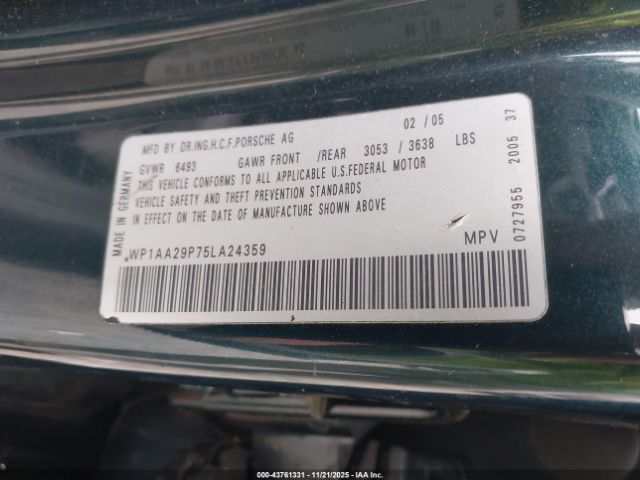 MFD BY DR.ING.H.C.F.PORSCHE AG 02 / 05
GVWR 6493 GAWR FRONT /REAR 3053 / 3638 LBS
THIS VEHICLE CONFORMS TO ALL APPLICABLE U.S.FEDERAL MOTOR
VEHICLE SAFETY AND THEFT PREVENTION STANDARDS
IN EFFECT ON THE DATE OF MANUFACTURE SHOWN ABOVE
MADE IN GERMANY
*WP1AA29P75LA24359 MPV
0727955 2005 37
000-43761331 - 11/21/2025 - IAA Inc.